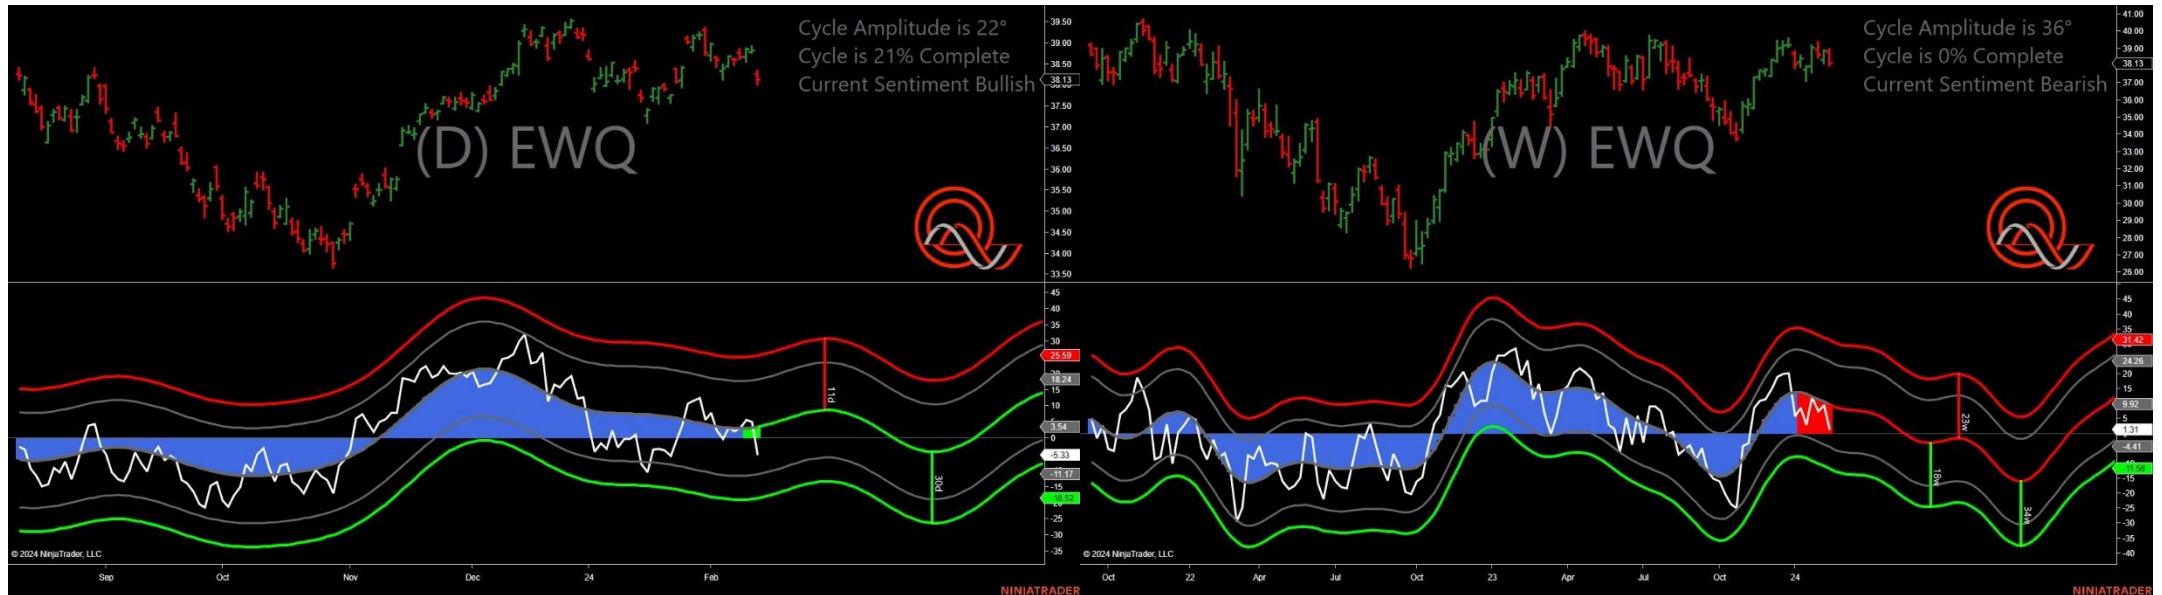 Cycle Amplitude is 22°
Cycle is 21% Complete
Current Sentiment Bullish
(D) EWQ
39.50
39.00
38.50
38.13
38.00
37.50
37.00
36.50
36.00
35.50
35.00
34.50
34.00
33.50
45
40
35
30
25.59
18.24
15
10
3.54
0
-5.33
-11.17
-15
-18.52
-25
-30
-35
11d
30d
© 2024 NinjaTrader, LLC
Sep
Oct
Nov
Dec
24
Feb
NINJATRADER
Cycle Amplitude is 36°
Cycle is 0% Complete
Current Sentiment Bearish
(W) EWQ
41.00
40.00
39.00
38.13
37.00
36.00
35.00
34.00
33.00
32.00
31.00
30.00
29.00
28.00
27.00
26.00
45
40
35
31.42
24.26
20
15
9.92
5
1.31
-4.41
-11.58
-15
-20
-25
-30
-35
-40
23w
18w
34w
© 2024 NinjaTrader, LLC
Oct
22
Apr
Jul
Oct
23
Apr
Jul
Oct
24
NINJATRADER